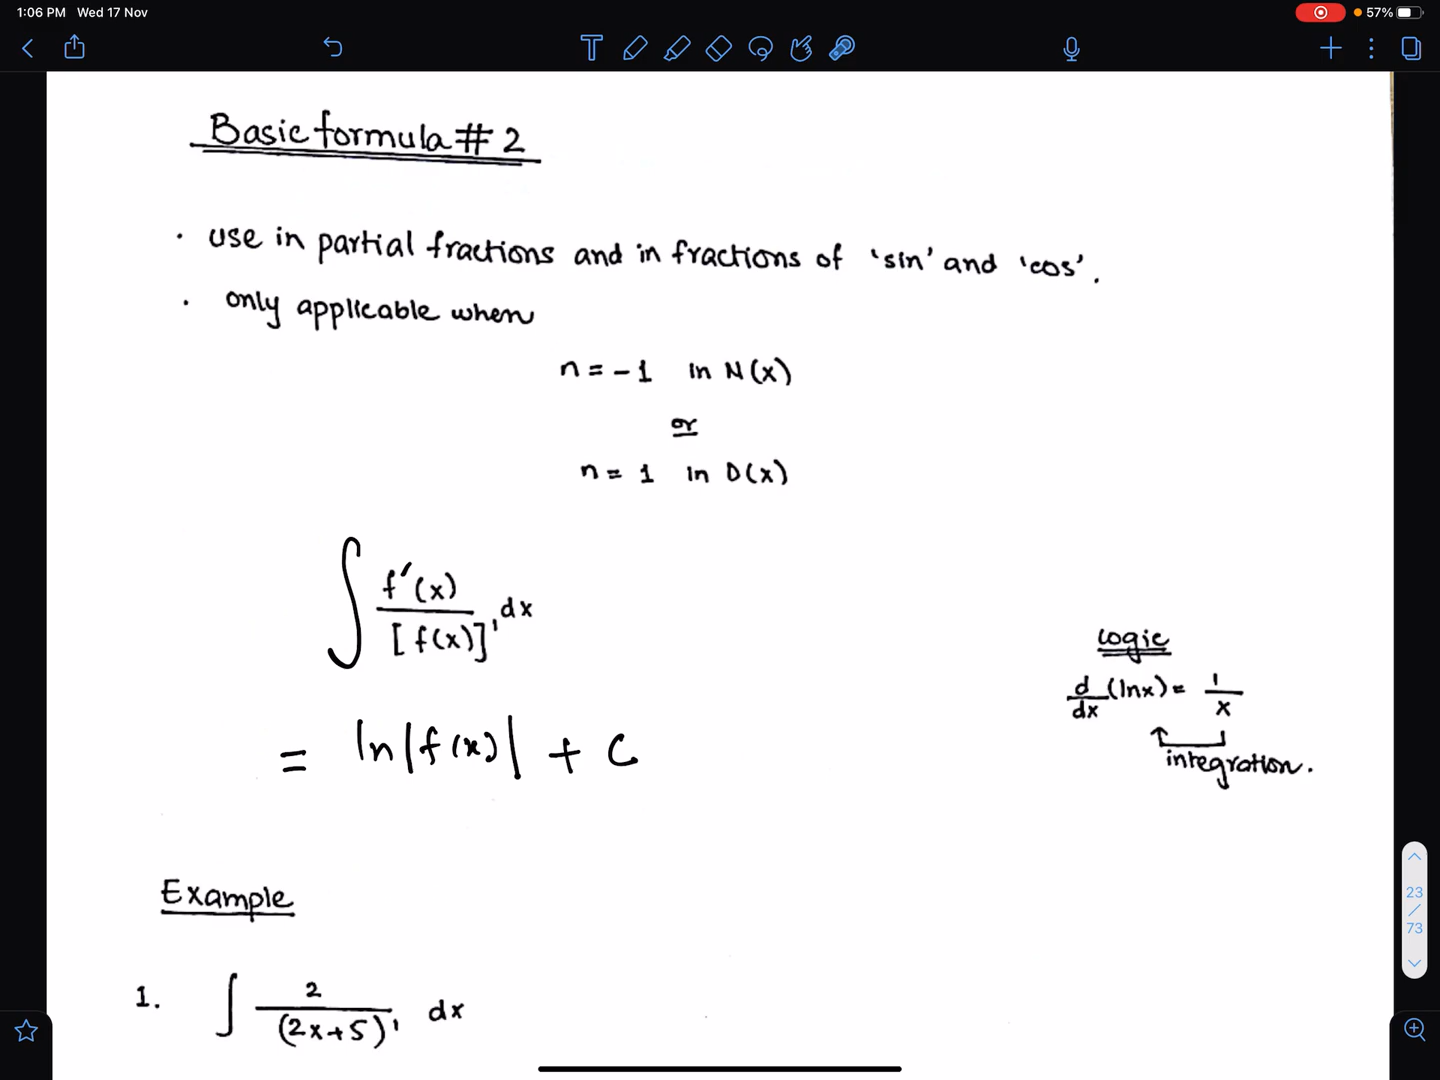 1:06 PM Wed 17 Nov
57%
Basic formula # 2
· use in partial fractions and in fractions of 'sin' and 'cos'.
· only applicable when
n = -1 in N(x)
or
n = 1 in D(x)
∫ f'(x) / [f(x)]¹ dx
= ln|f(x)| + C
logic
d/dx (lnx) = 1/x
integration.
Example
1. ∫ 2 / (2x+5)¹ dx
23
/
73